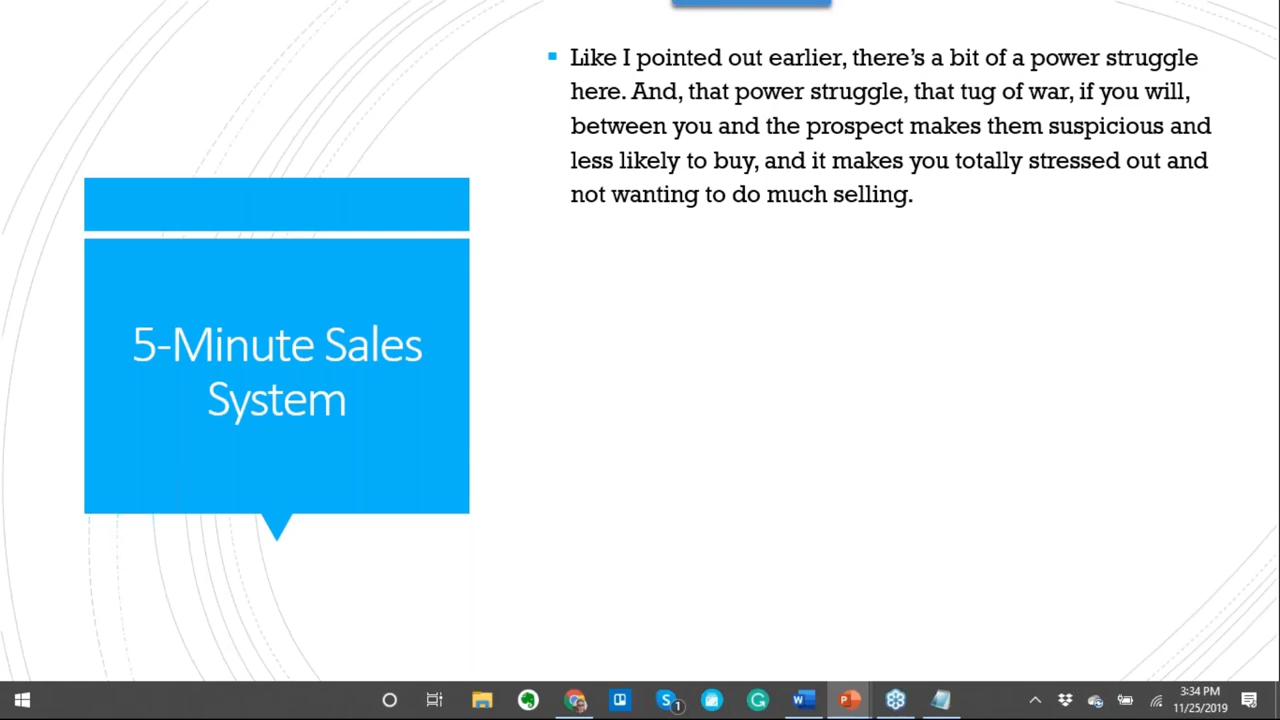 Like I pointed out earlier, there’s a bit of a power struggle
here. And, that power struggle, that tug of war, if you will,
between you and the prospect makes them suspicious and
less likely to buy, and it makes you totally stressed out and
not wanting to do much selling.
5-Minute Sales
System
1
3:34 PM
11/25/2019